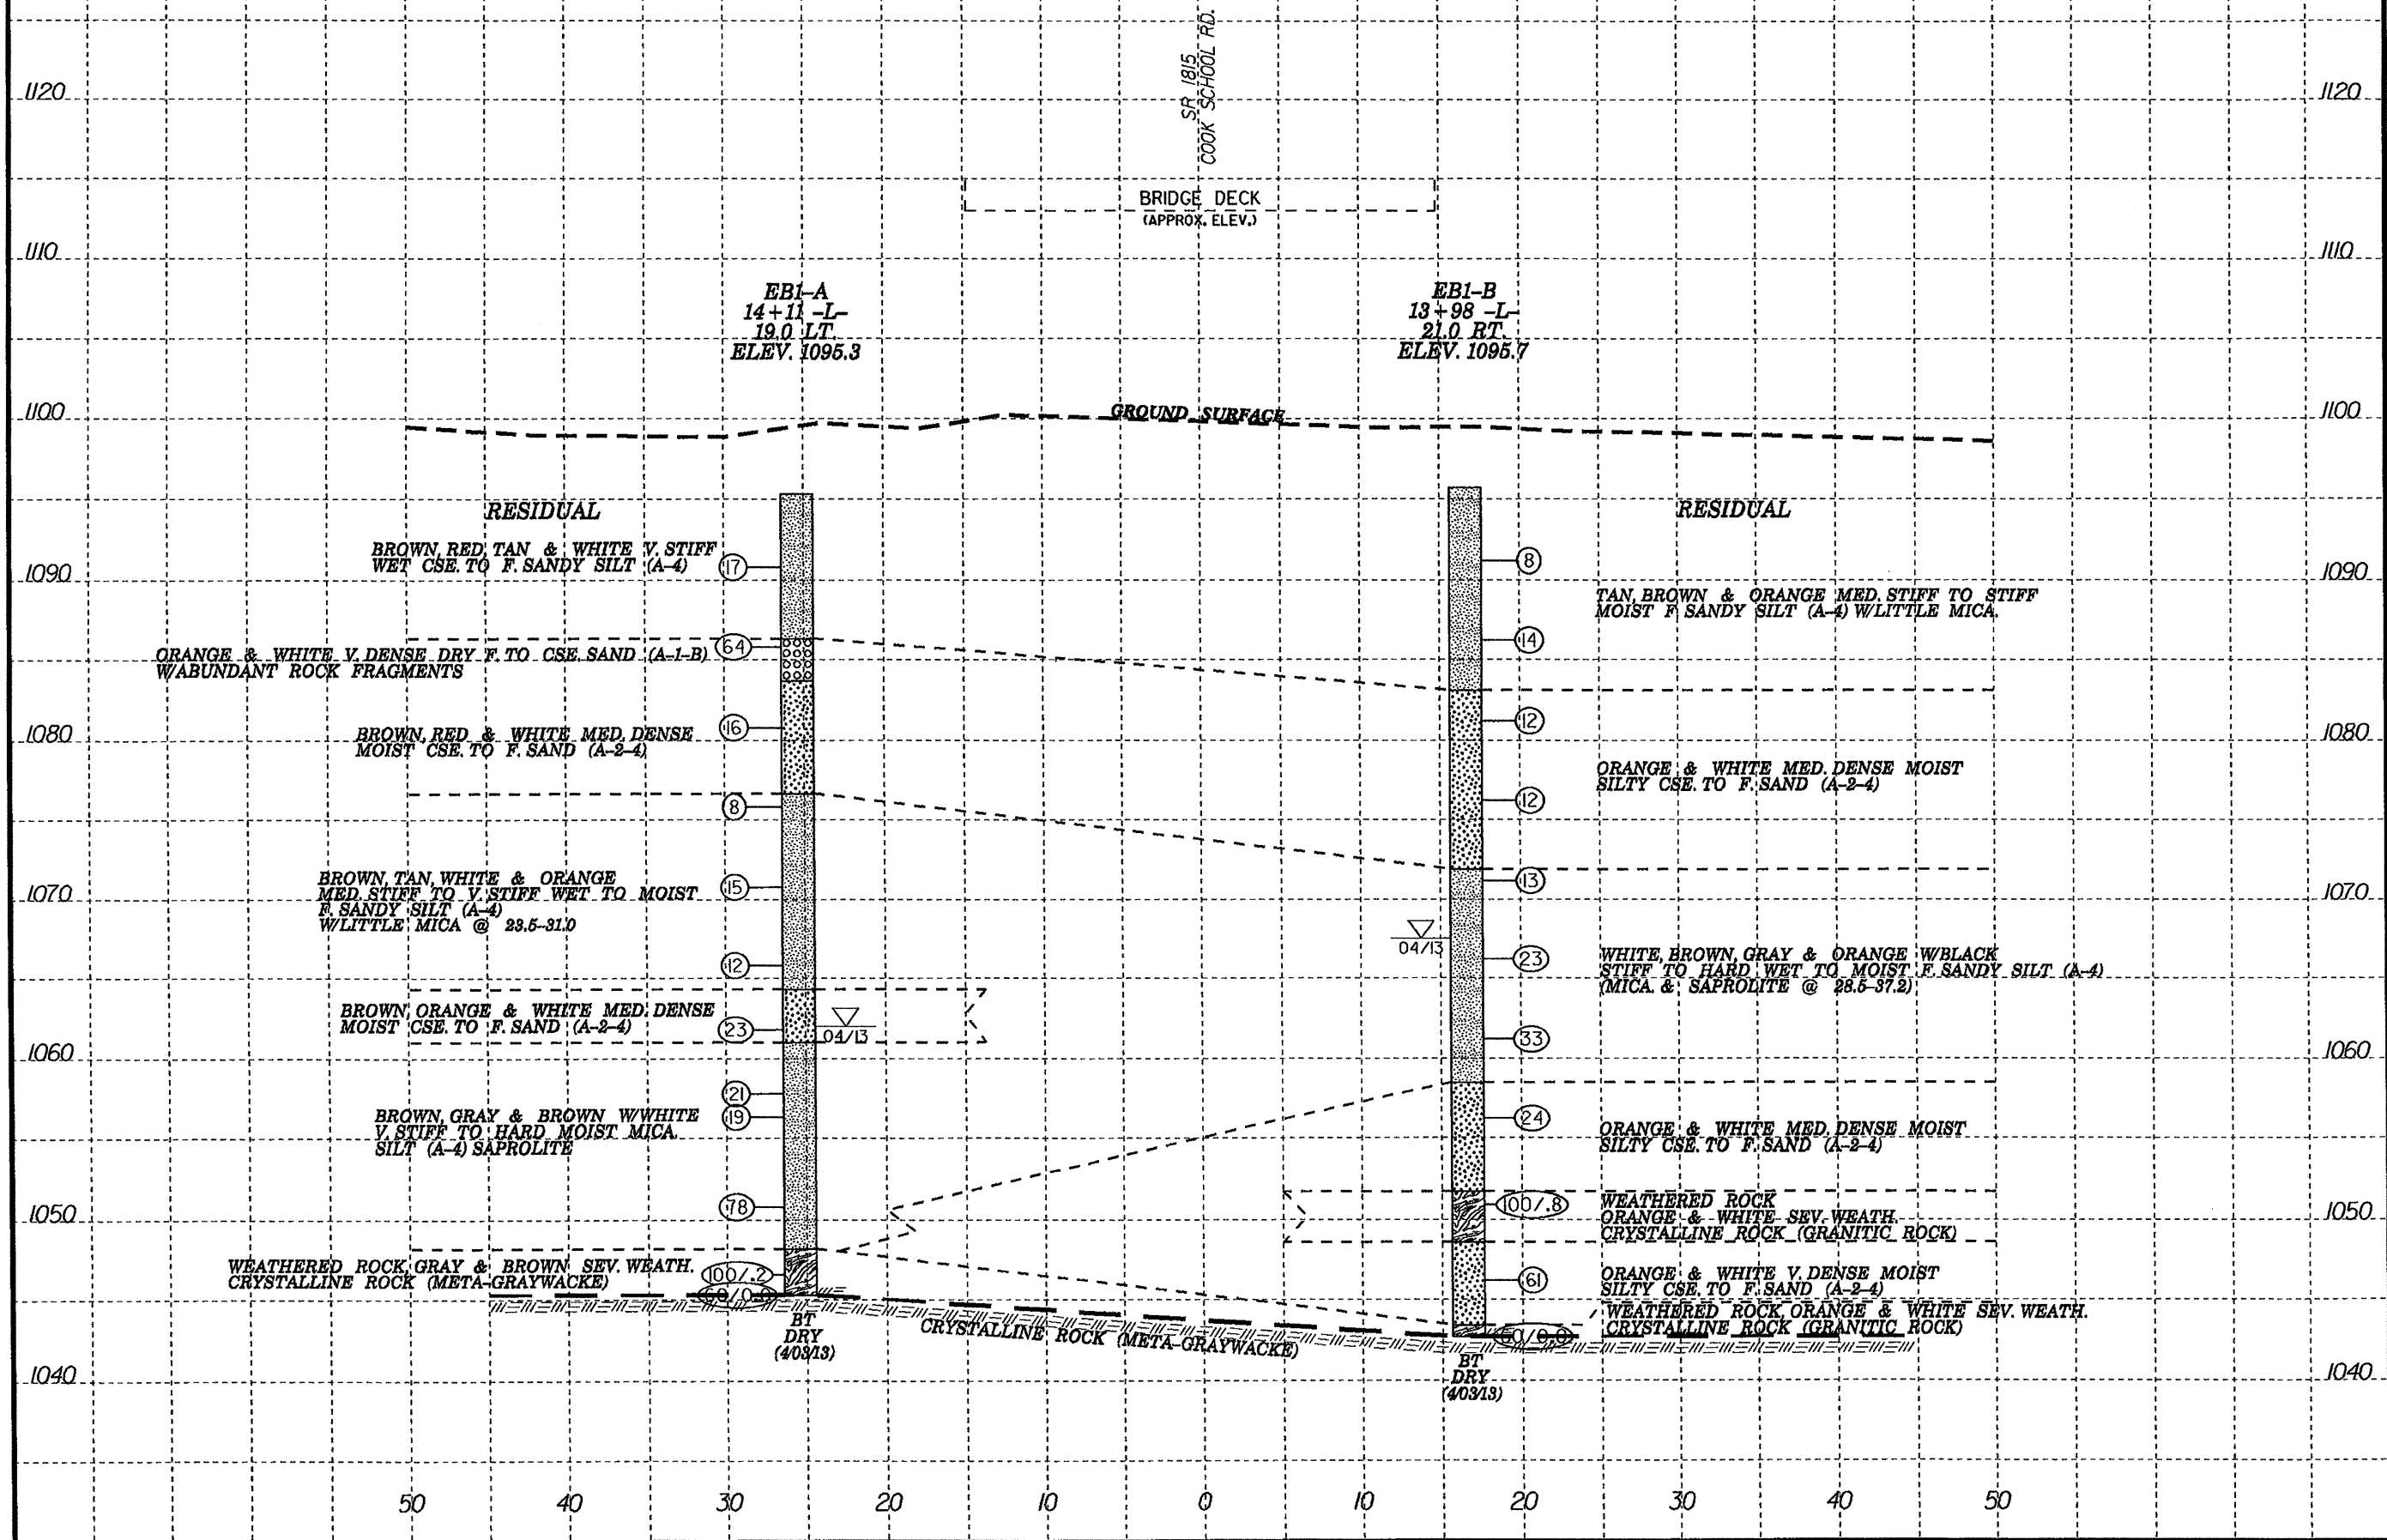 SR 1815
COOK SCHOOL RD.
1120
1120
BRIDGE DECK
(APPROX. ELEV.)
1110
1110
EB1-A
14+11 -L-
19.0 LT.
ELEV. 1095.3
EB1-B
13+98 -L-
21.0 RT.
ELEV. 1095.7
1100
GROUND SURFACE
1100
RESIDUAL
RESIDUAL
BROWN, RED, TAN & WHITE V. STIFF
WET CSE. TO F. SANDY SILT (A-4)
17
8
1090
1090
TAN, BROWN & ORANGE MED. STIFF TO STIFF
MOIST F. SANDY SILT (A-4) W/LITTLE MICA.
64
14
ORANGE & WHITE V. DENSE DRY F. TO CSE. SAND (A-1-B)
W/ABUNDANT ROCK FRAGMENTS
16
12
1080
1080
BROWN, RED & WHITE MED. DENSE
MOIST CSE. TO F. SAND (A-2-4)
ORANGE & WHITE MED. DENSE MOIST
SILTY CSE. TO F. SAND (A-2-4)
8
12
BROWN, TAN, WHITE & ORANGE
MED. STIFF TO V. STIFF WET TO MOIST
F. SANDY SILT (A-4)
W/LITTLE MICA @ 23.5-31.0
15
13
1070
1070
04/13
12
23
WHITE, BROWN, GRAY & ORANGE W/BLACK
STIFF TO HARD WET TO MOIST F. SANDY SILT (A-4)
(MICA. & SAPROLITE @ 28.5-37.2)
BROWN, ORANGE & WHITE MED. DENSE
MOIST CSE. TO F. SAND (A-2-4)
23
04/13
33
1060
1060
21
19
24
BROWN, GRAY & BROWN W/WHITE
V. STIFF TO HARD MOIST MICA.
SILT (A-4) SAPROLITE
ORANGE & WHITE MED. DENSE MOIST
SILTY CSE. TO F. SAND (A-2-4)
78
100/.8
WEATHERED ROCK
ORANGE & WHITE SEV. WEATH.
CRYSTALLINE ROCK (GRANITIC ROCK)
1050
1050
WEATHERED ROCK, GRAY & BROWN SEV. WEATH.
CRYSTALLINE ROCK (META-GRAYWACKE)
100/.2
60/0.0
61
ORANGE & WHITE V. DENSE MOIST
SILTY CSE. TO F. SAND (A-2-4)
WEATHERED ROCK, ORANGE & WHITE SEV. WEATH.
CRYSTALLINE ROCK (GRANITIC ROCK)
60/0.0
CRYSTALLINE ROCK (META-GRAYWACKE)
BT
DRY
(4/03/13)
BT
DRY
(4/03/13)
1040
1040
50 40 30 20 10 0 10 20 30 40 50